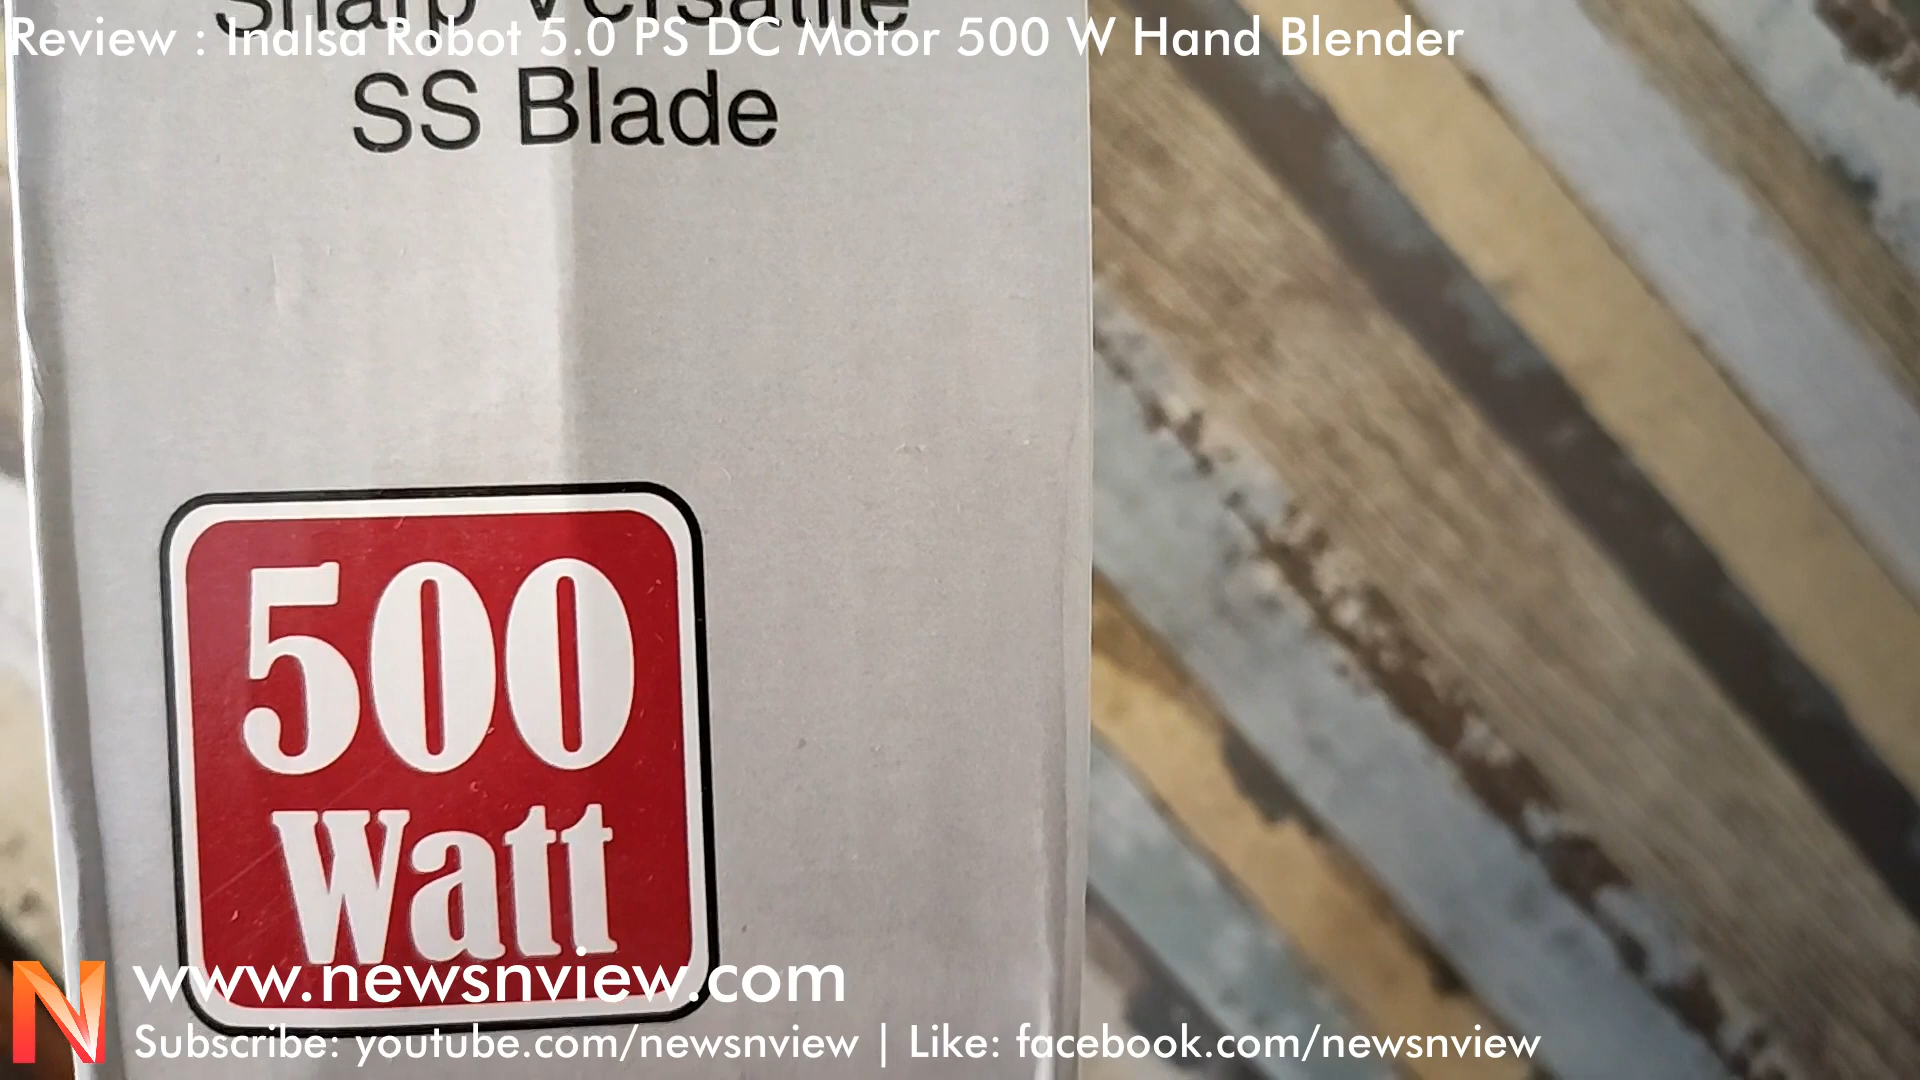 Sharp Versatile
Review : Inalsa Robot 5.0 PS DC Motor 500 W Hand Blender
SS Blade
500
Watt
N
www.newsnview.com
Subscribe: youtube.com/newsnview | Like: facebook.com/newsnview